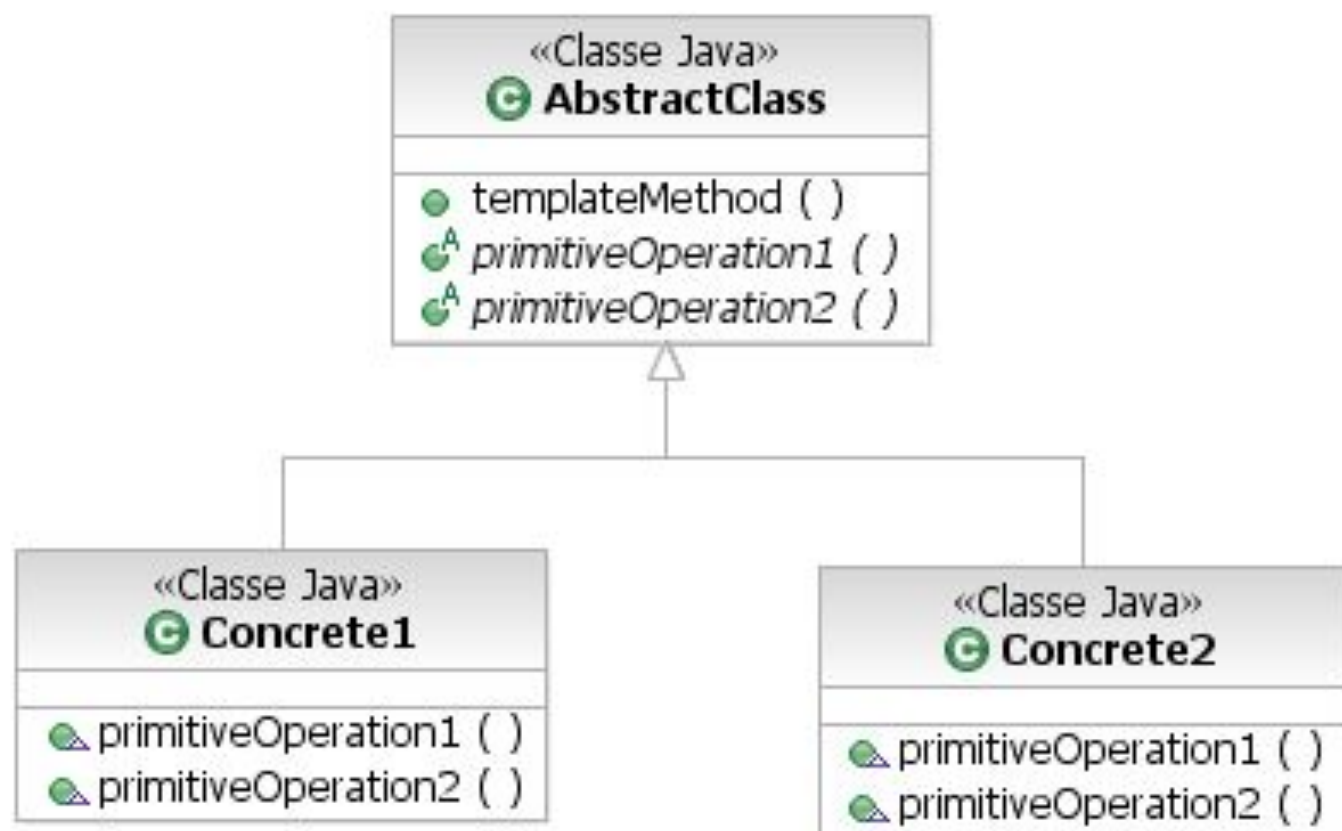 «Classe Java»
C AbstractClass
templateMethod ( )
A primitiveOperation1 ( )
A primitiveOperation2 ( )
«Classe Java»
C Concrete1
primitiveOperation1 ( )
primitiveOperation2 ( )
«Classe Java»
C Concrete2
primitiveOperation1 ( )
primitiveOperation2 ( )